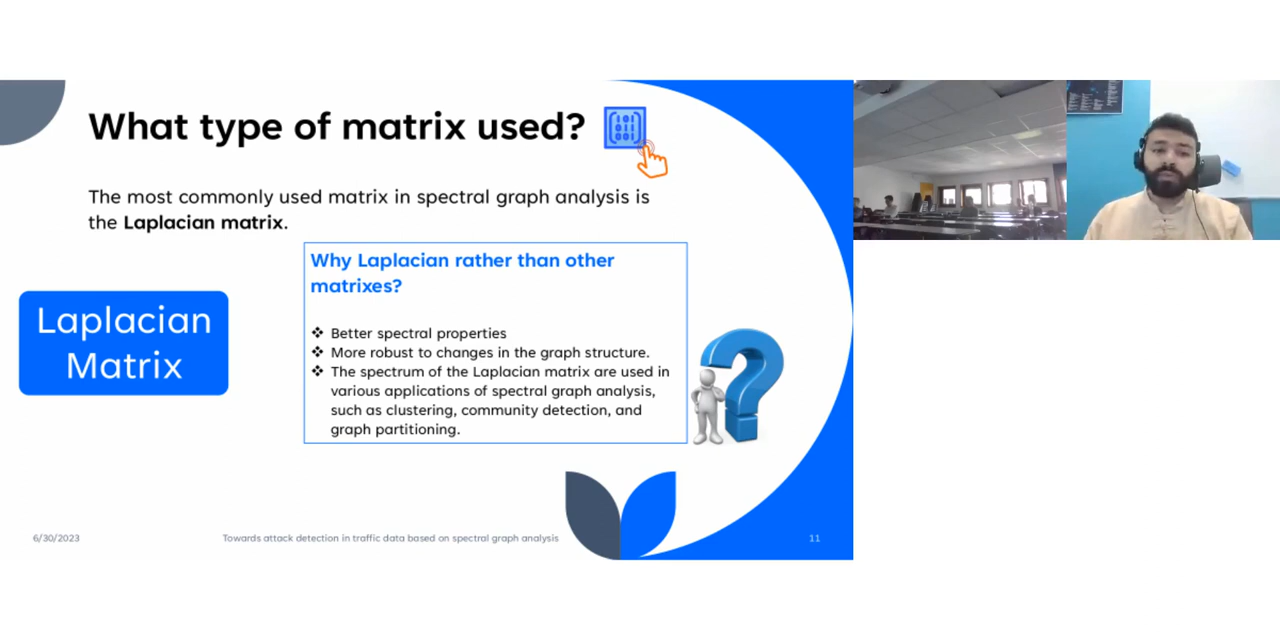 What type of matrix used?
The most commonly used matrix in spectral graph analysis is
the Laplacian matrix.
Why Laplacian rather than other
matrixes?
Laplacian
Matrix
❖ Better spectral properties
❖ More robust to changes in the graph structure.
❖ The spectrum of the Laplacian matrix are used in
various applications of spectral graph analysis,
such as clustering, community detection, and
graph partitioning.
6/30/2023
Towards attack detection in traffic data based on spectral graph analysis
11